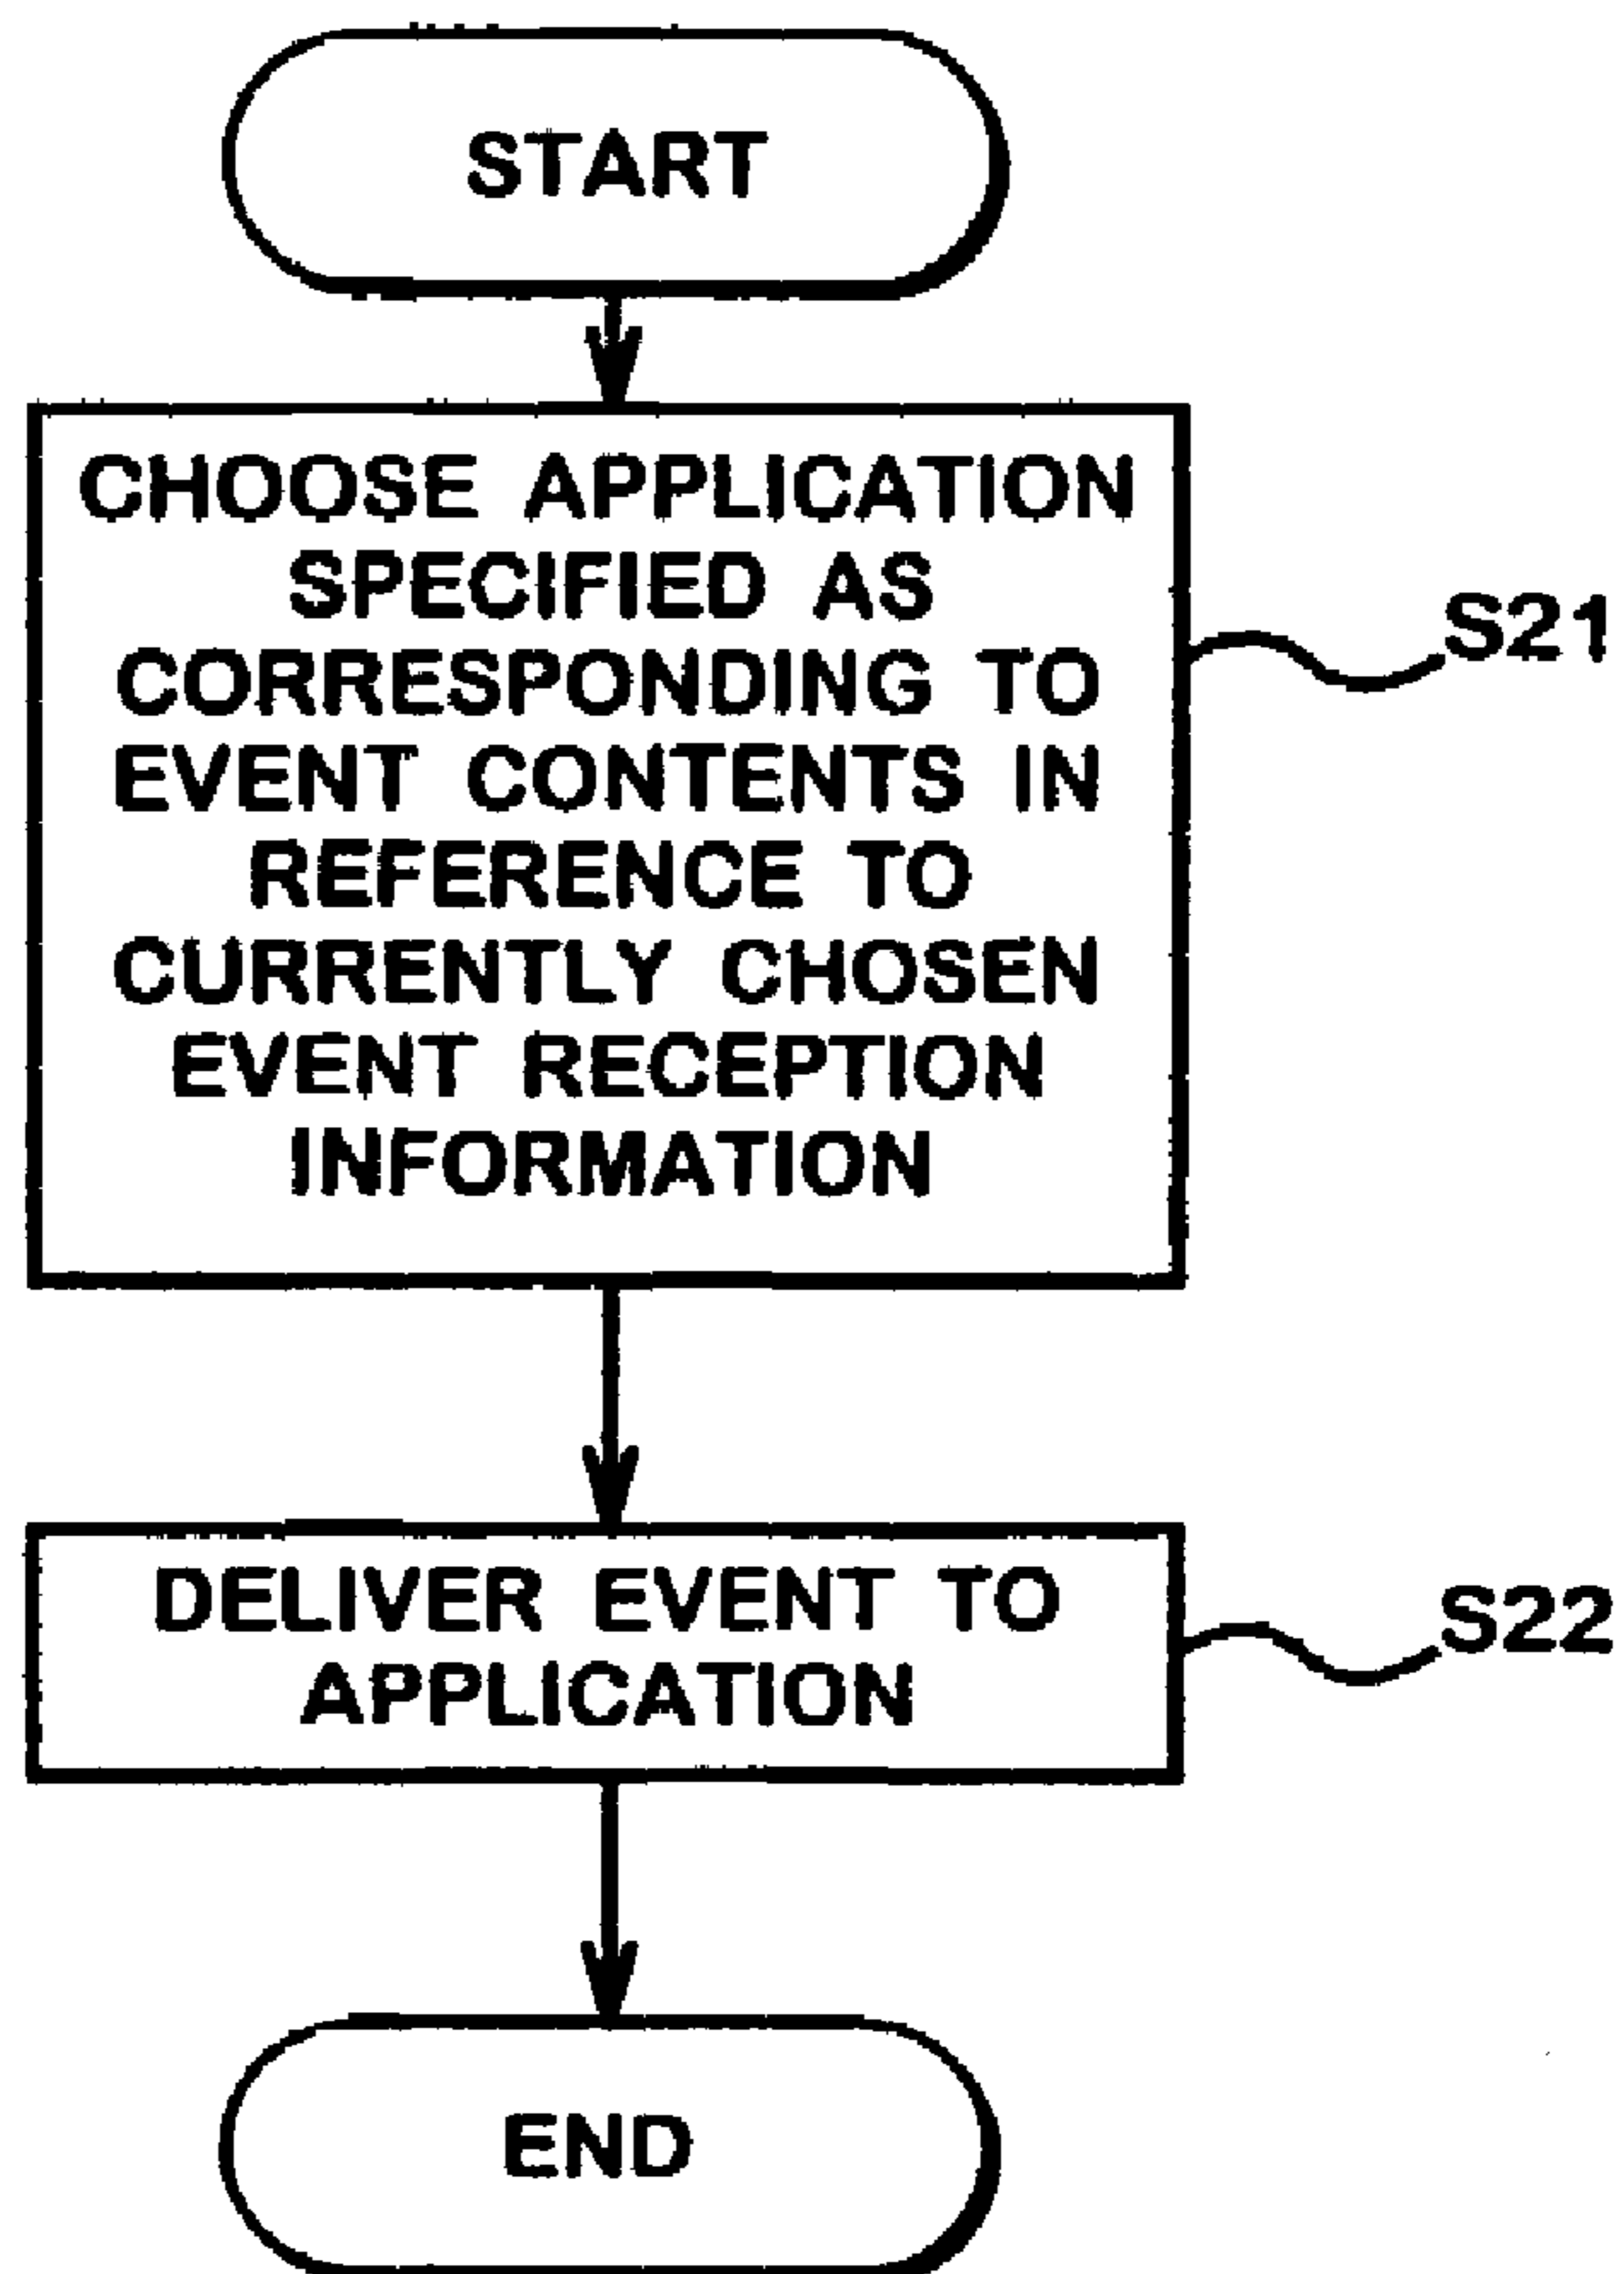 START
CHOOSE APPLICATION
SPECIFIED AS
CORRESPONDING TO
EVENT CONTENTS IN
REFERENCE TO
CURRENTLY CHOSEN
EVENT RECEPTION
INFORMATION
S21
DELIVER EVENT TO
APPLICATION
S22
END